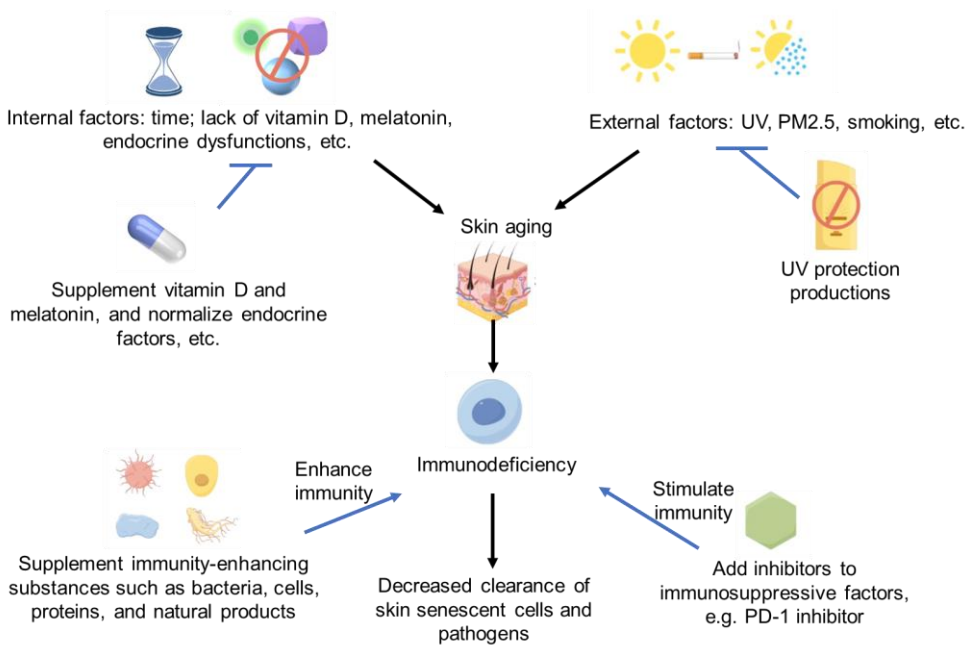 Internal factors: time; lack of vitamin D, melatonin,
endocrine dysfunctions, etc.
External factors: UV, PM2.5, smoking, etc.
Skin aging
UV protection
productions
Supplement vitamin D and
melatonin, and normalize endocrine
factors, etc.
Immunodeficiency
Enhance
immunity
Stimulate
immunity
Supplement immunity-enhancing
substances such as bacteria, cells,
proteins, and natural products
Decreased clearance of
skin senescent cells and
pathogens
Add inhibitors to
immunosuppressive factors,
e.g. PD-1 inhibitor